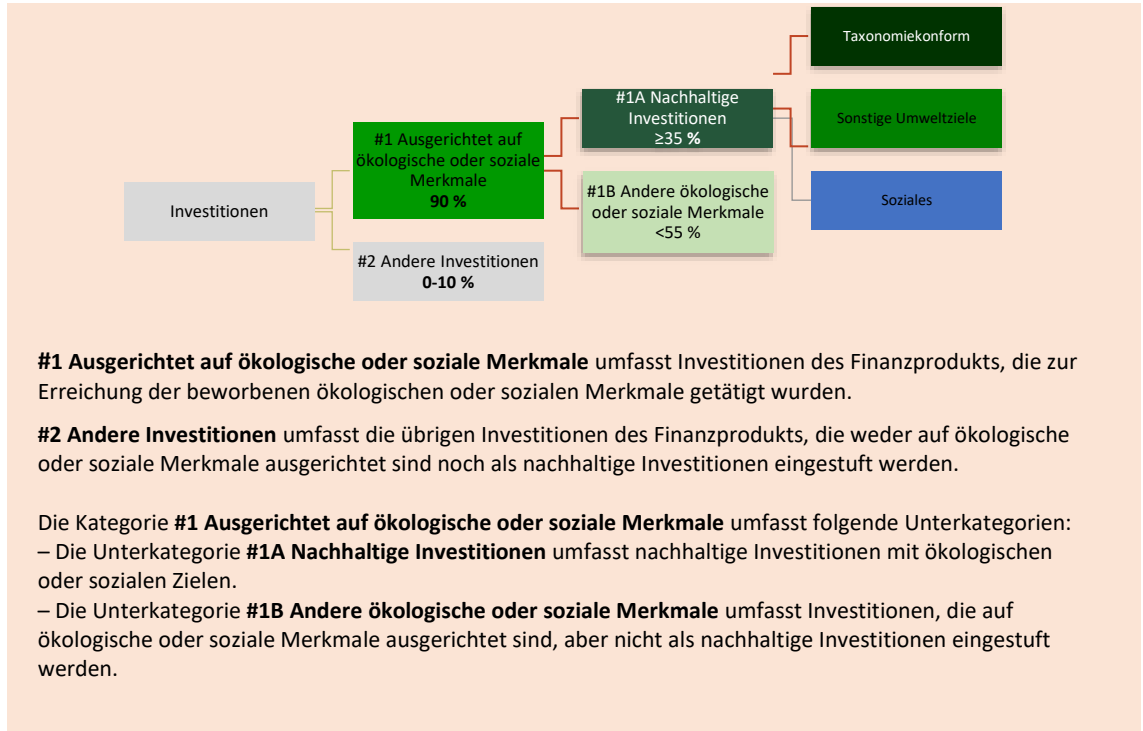 Taxonomiekonform
#1A Nachhaltige
Investitionen
≥35 %
Sonstige Umweltziele
#1 Ausgerichtet auf
ökologische oder soziale
Merkmale
90 %
#1B Andere ökologische
oder soziale Merkmale
<55 %
Soziales
Investitionen
#2 Andere Investitionen
0-10 %
#1 Ausgerichtet auf ökologische oder soziale Merkmale umfasst Investitionen des Finanzprodukts, die zur
Erreichung der beworbenen ökologischen oder sozialen Merkmale getätigt wurden.
#2 Andere Investitionen umfasst die übrigen Investitionen des Finanzprodukts, die weder auf ökologische
oder soziale Merkmale ausgerichtet sind noch als nachhaltige Investitionen eingestuft werden.
Die Kategorie #1 Ausgerichtet auf ökologische oder soziale Merkmale umfasst folgende Unterkategorien:
– Die Unterkategorie #1A Nachhaltige Investitionen umfasst nachhaltige Investitionen mit ökologischen
oder sozialen Zielen.
– Die Unterkategorie #1B Andere ökologische oder soziale Merkmale umfasst Investitionen, die auf
ökologische oder soziale Merkmale ausgerichtet sind, aber nicht als nachhaltige Investitionen eingestuft
werden.